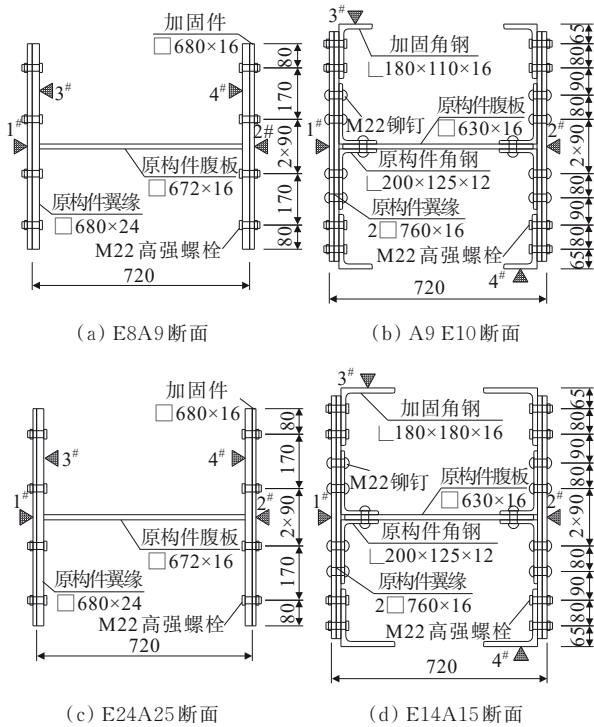 加固件
□680×16
3#
4#
1#
2#
原构件腹板
□672×16
原构件翼缘
□680×24
M22高强螺栓
80
170
2×90
170
80
720
(a) E8A9断面
3#
加固角钢
∟180×110×16
原构件腹板
M22铆钉
□630×16
1#
2#
原构件角钢
∟200×125×12
原构件翼缘
2□760×16
M22高强螺栓
4#
65
80
90
80
2×90
80
90
80
65
720
(b) A9 E10断面
加固件
□680×16
3#
4#
1#
2#
原构件腹板
□672×16
原构件翼缘
□680×24
M22高强螺栓
80
170
2×90
170
80
720
(c) E24A25断面
3#
加固角钢
∟180×180×16
原构件腹板
M22铆钉
□630×16
1#
2#
原构件角钢
∟200×125×12
原构件翼缘
2□760×16
M22高强螺栓
4#
65
80
90
80
2×90
80
90
80
65
720
(d) E14A15断面